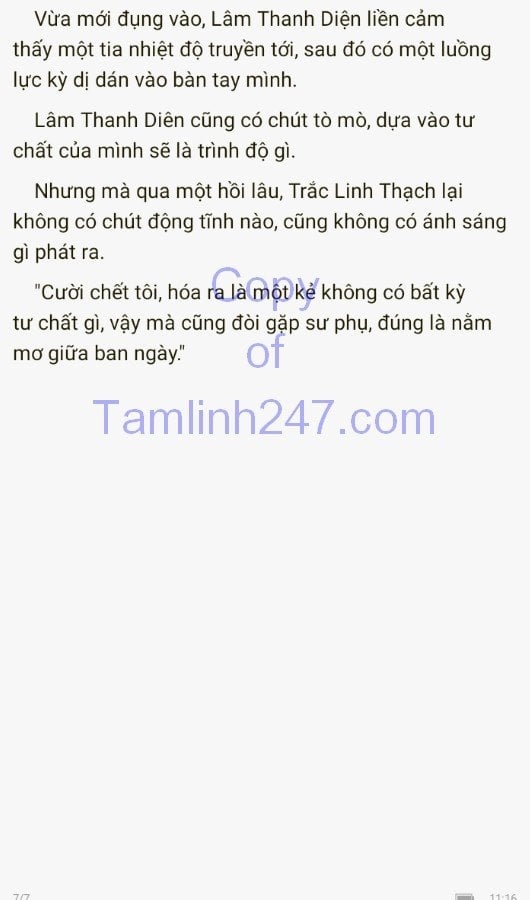 Vừa mới đụng vào, Lâm Thanh Diện liền cảm
thấy một tia nhiệt độ truyền tới, sau đó có một luồng
lực kỳ dị dán vào bàn tay mình.
Lâm Thanh Diên cũng có chút tò mò, dựa vào tư
chất của mình sẽ là trình độ gì.
Nhưng mà qua một hồi lâu, Trắc Linh Thạch lại
không có chút động tĩnh nào, cũng không có ánh sáng
gì phát ra.
"Cười chết tôi, hóa ra là một kẻ không có bất kỳ
tư chất gì, vậy mà cũng đòi gặp sư phụ, đúng là nằm
mơ giữa ban ngày."
Copy
of
Tamlinh247.com
7/7
11:16